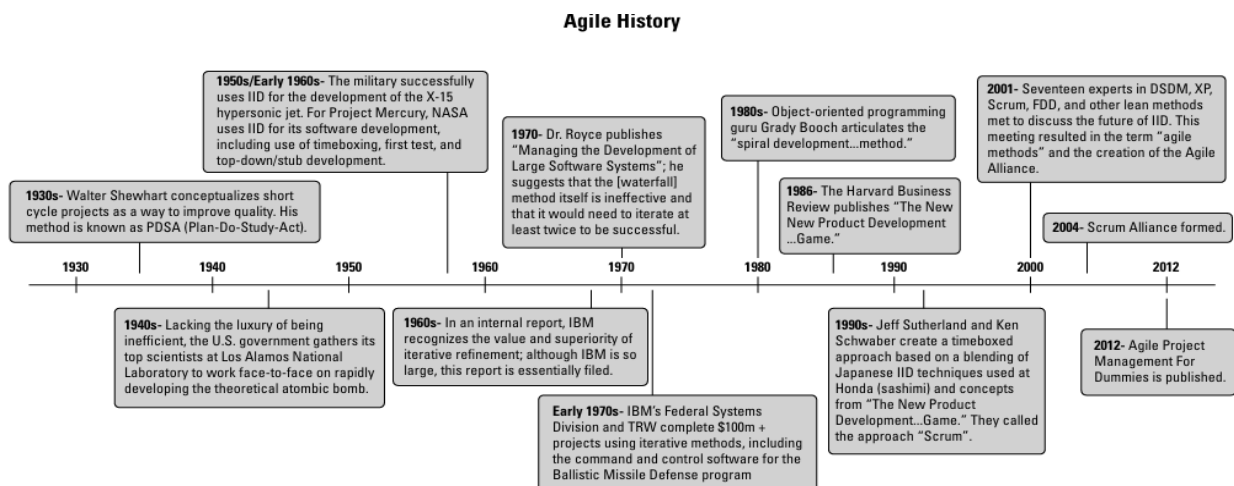 Agile History
1930s- Walter Shewhart conceptualizes short
cycle projects as a way to improve quality. His
method is known as PDSA (Plan-Do-Study-Act).
1950s/Early 1960s- The military successfully
uses IID for the development of the X-15
hypersonic jet. For Project Mercury, NASA
uses IID for its software development,
including use of timeboxing, first test, and
top-down/stub development.
1970- Dr. Royce publishes
“Managing the Development of
Large Software Systems”; he
suggests that the [waterfall]
method itself is ineffective and
that it would need to iterate at
least twice to be successful.
1980s- Object-oriented programming
guru Grady Booch articulates the
“spiral development...method.”
1986- The Harvard Business
Review publishes “The New
New Product Development
...Game.”
2001- Seventeen experts in DSDM, XP,
Scrum, FDD, and other lean methods
met to discuss the future of IID. This
meeting resulted in the term “agile
methods” and the creation of the Agile
Alliance.
2004- Scrum Alliance formed.
1930 1940 1950 1960 1970 1980 1990 2000 2012
1940s- Lacking the luxury of being
inefficient, the U.S. government gathers its
top scientists at Los Alamos National
Laboratory to work face-to-face on rapidly
developing the theoretical atombic bomb.
1960s- In an internal report, IBM
recognizes the value and superiority of
iterative refinement; although IBM is so
large, this report is essentially filed.
Early 1970s- IBM’s Federal Systems
Division and TRW complete $100m +
projects using iterative methods, including
the command and control software for the
Ballistic Missile Defense program
1990s- Jeff Sutherland and Ken
Schwaber create a timeboxed
approach based on a blending of
Japanese IID techniques used at
Honda (sashimi) and concepts
from “The New Product
Development...Game.” They called
the approach “Scrum”.
2012- Agile Project
Management For
Dummies is published.